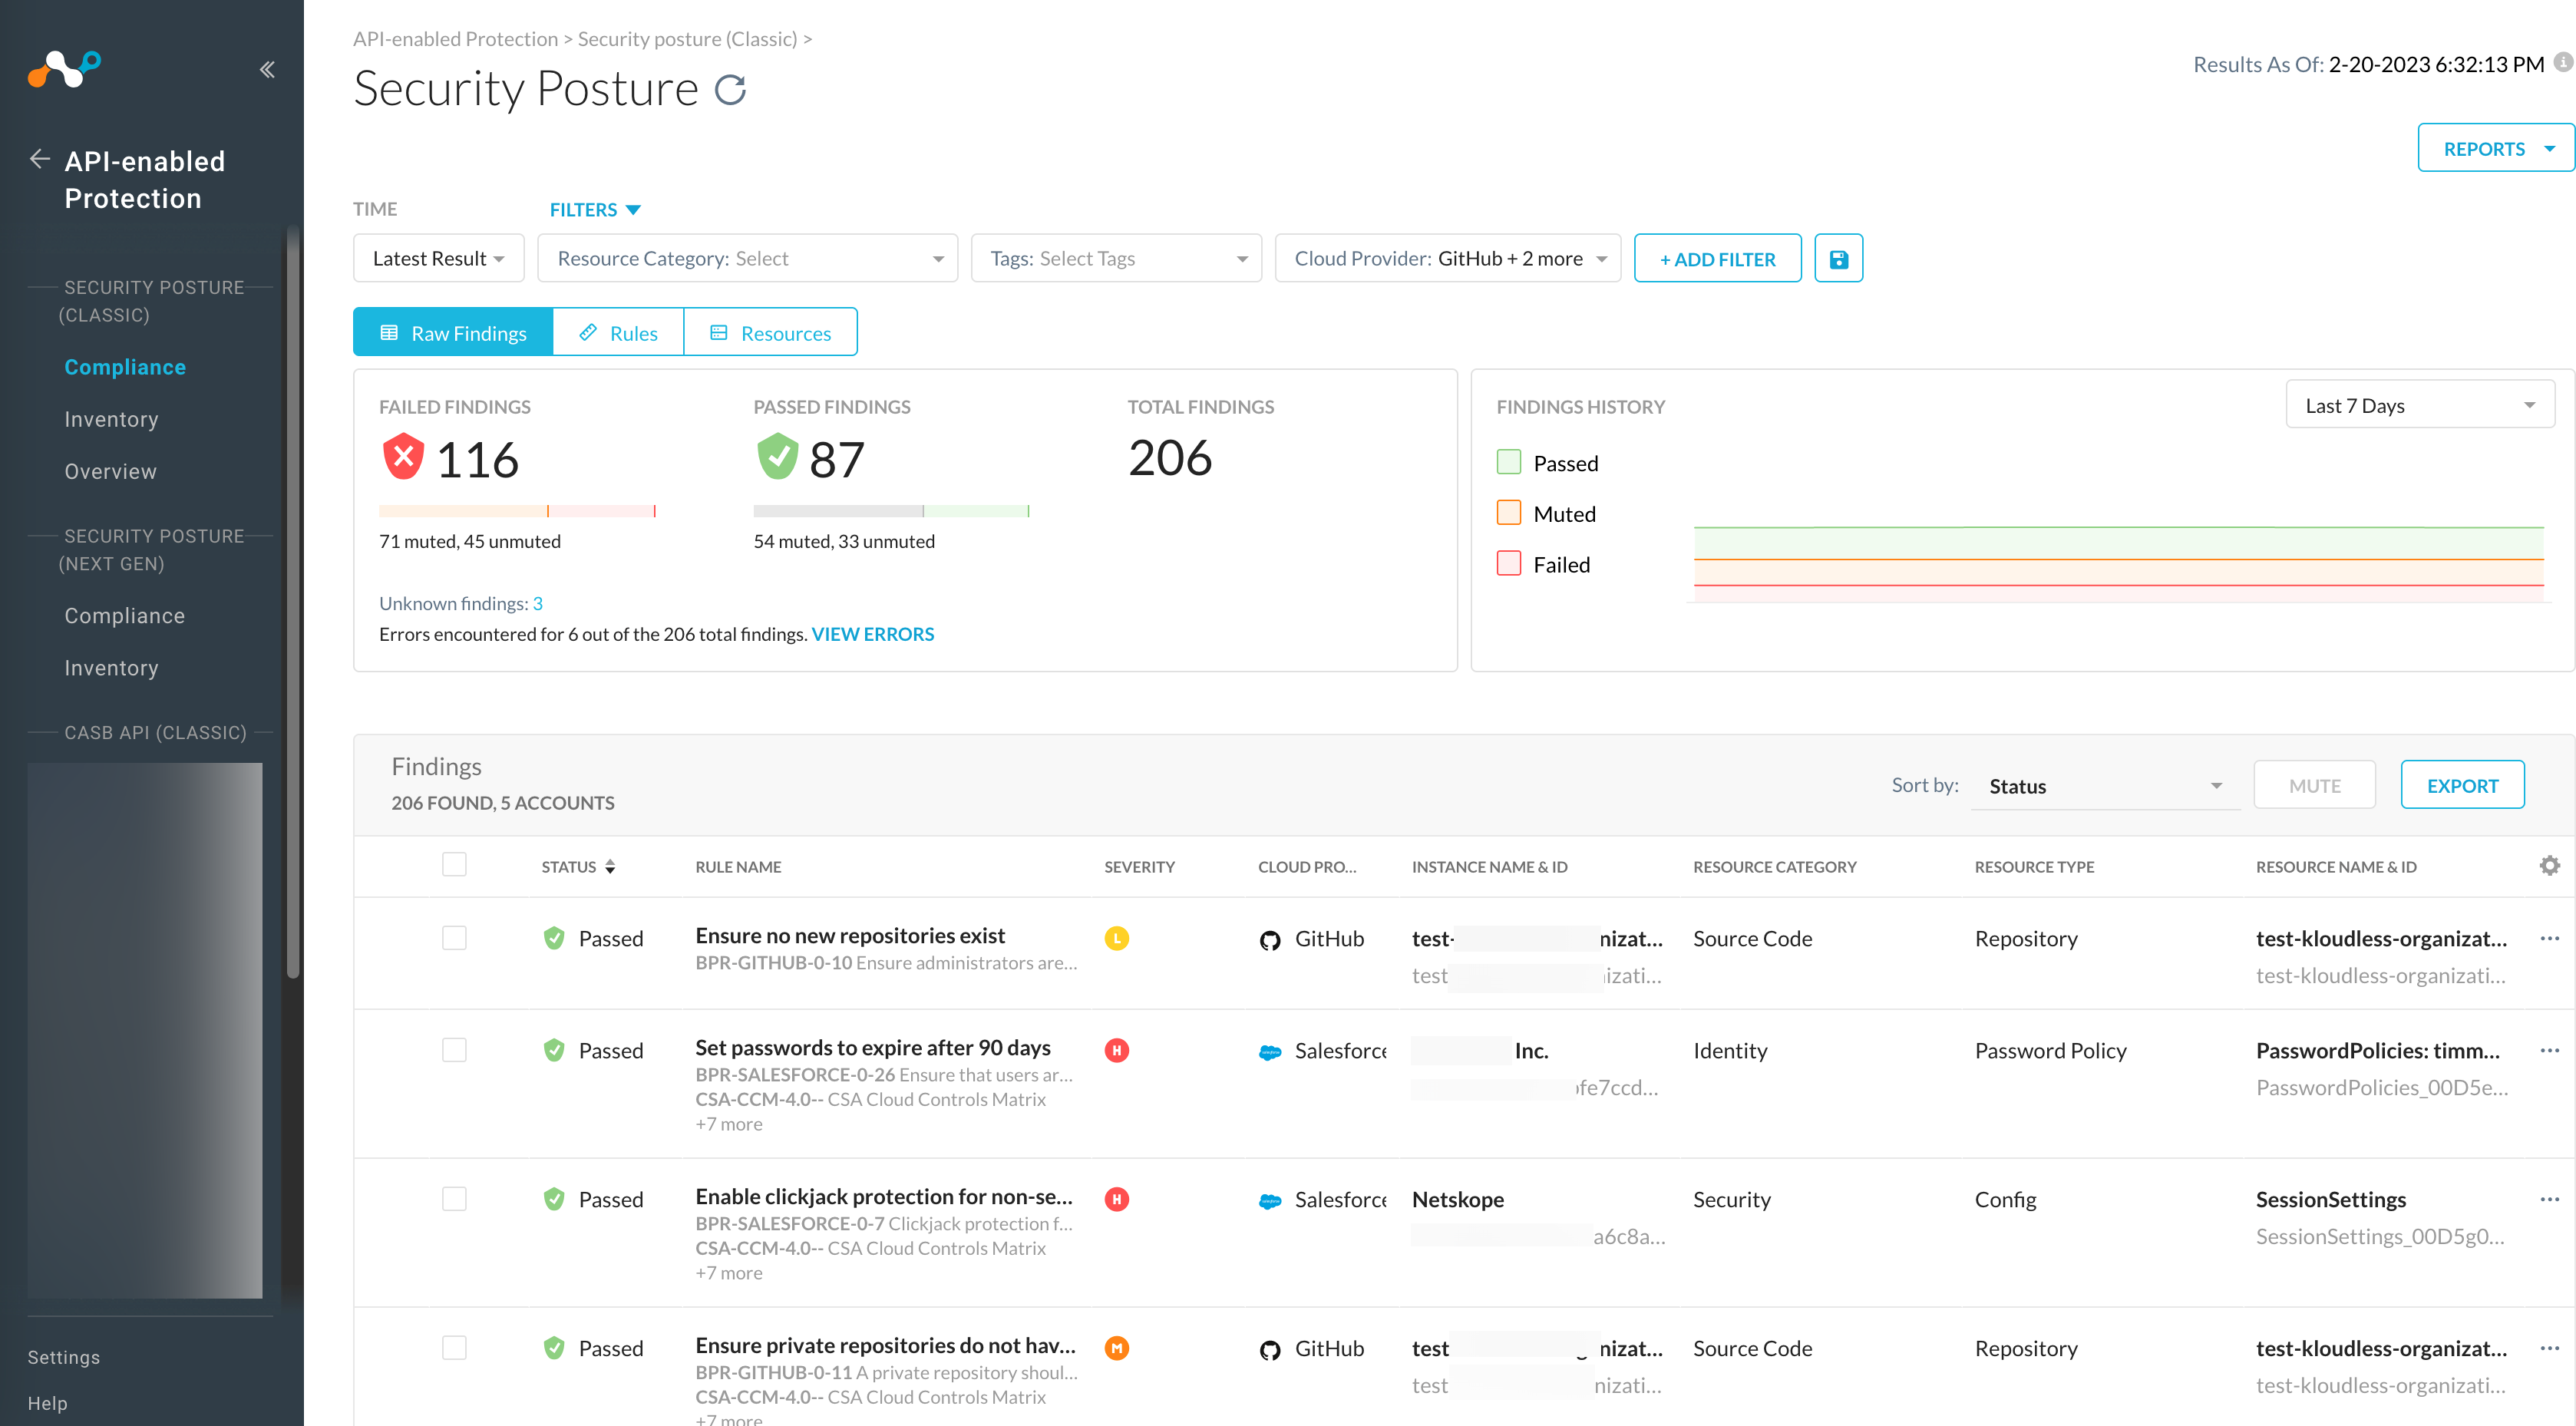 API-enabled Protection > Security posture (Classic) >
Security Posture
Results As Of: 2-20-2023 6:32:13 PM
REPORTS
API-enabled
Protection
SECURITY POSTURE
(CLASSIC)
Compliance
Inventory
Overview
SECURITY POSTURE
(NEXT GEN)
Compliance
Inventory
CASB API (CLASSIC)
Settings
Help
TIME
FILTERS
Latest Result
Resource Category: Select
Tags: Select Tags
Cloud Provider: GitHub + 2 more
+ ADD FILTER
Raw Findings
Rules
Resources
FAILED FINDINGS
116
71 muted, 45 unmuted
PASSED FINDINGS
87
54 muted, 33 unmuted
TOTAL FINDINGS
206
Unknown findings: 3
Errors encountered for 6 out of the 206 total findings. VIEW ERRORS
FINDINGS HISTORY
Last 7 Days
Passed
Muted
Failed
Findings
206 FOUND, 5 ACCOUNTS
Sort by: Status
MUTE
EXPORT
STATUS RULE NAME SEVERITY CLOUD PRO... INSTANCE NAME & ID RESOURCE CATEGORY RESOURCE TYPE RESOURCE NAME & ID
Passed
Ensure no new repositories exist
BPR-GITHUB-0-10 Ensure administrators are...
L
GitHub
test- nizat...
test izati...
Source Code
Repository
test-kloudless-organizat...
test-kloudless-organizati...
Passed
Set passwords to expire after 90 days
BPR-SALESFORCE-0-26 Ensure that users ar...
CSA-CCM-4.0-- CSA Cloud Controls Matrix
+7 more
H
Salesforce
Inc.
fe7ccd...
Identity
Password Policy
PasswordPolicies: timm...
PasswordPolicies_00D5e...
Passed
Enable clickjack protection for non-se...
BPR-SALESFORCE-0-7 Clickjack protection f...
CSA-CCM-4.0-- CSA Cloud Controls Matrix
+7 more
H
Salesforce
Netskope
a6c8a...
Security
Config
SessionSettings
SessionSettings_00D5g0...
Passed
Ensure private repositories do not hav...
BPR-GITHUB-0-11 A private repository shoul...
CSA-CCM-4.0-- CSA Cloud Controls Matrix
+7 more
M
GitHub
test nizat...
test nizati...
Source Code
Repository
test-kloudless-organizat...
test-kloudless-organizati...